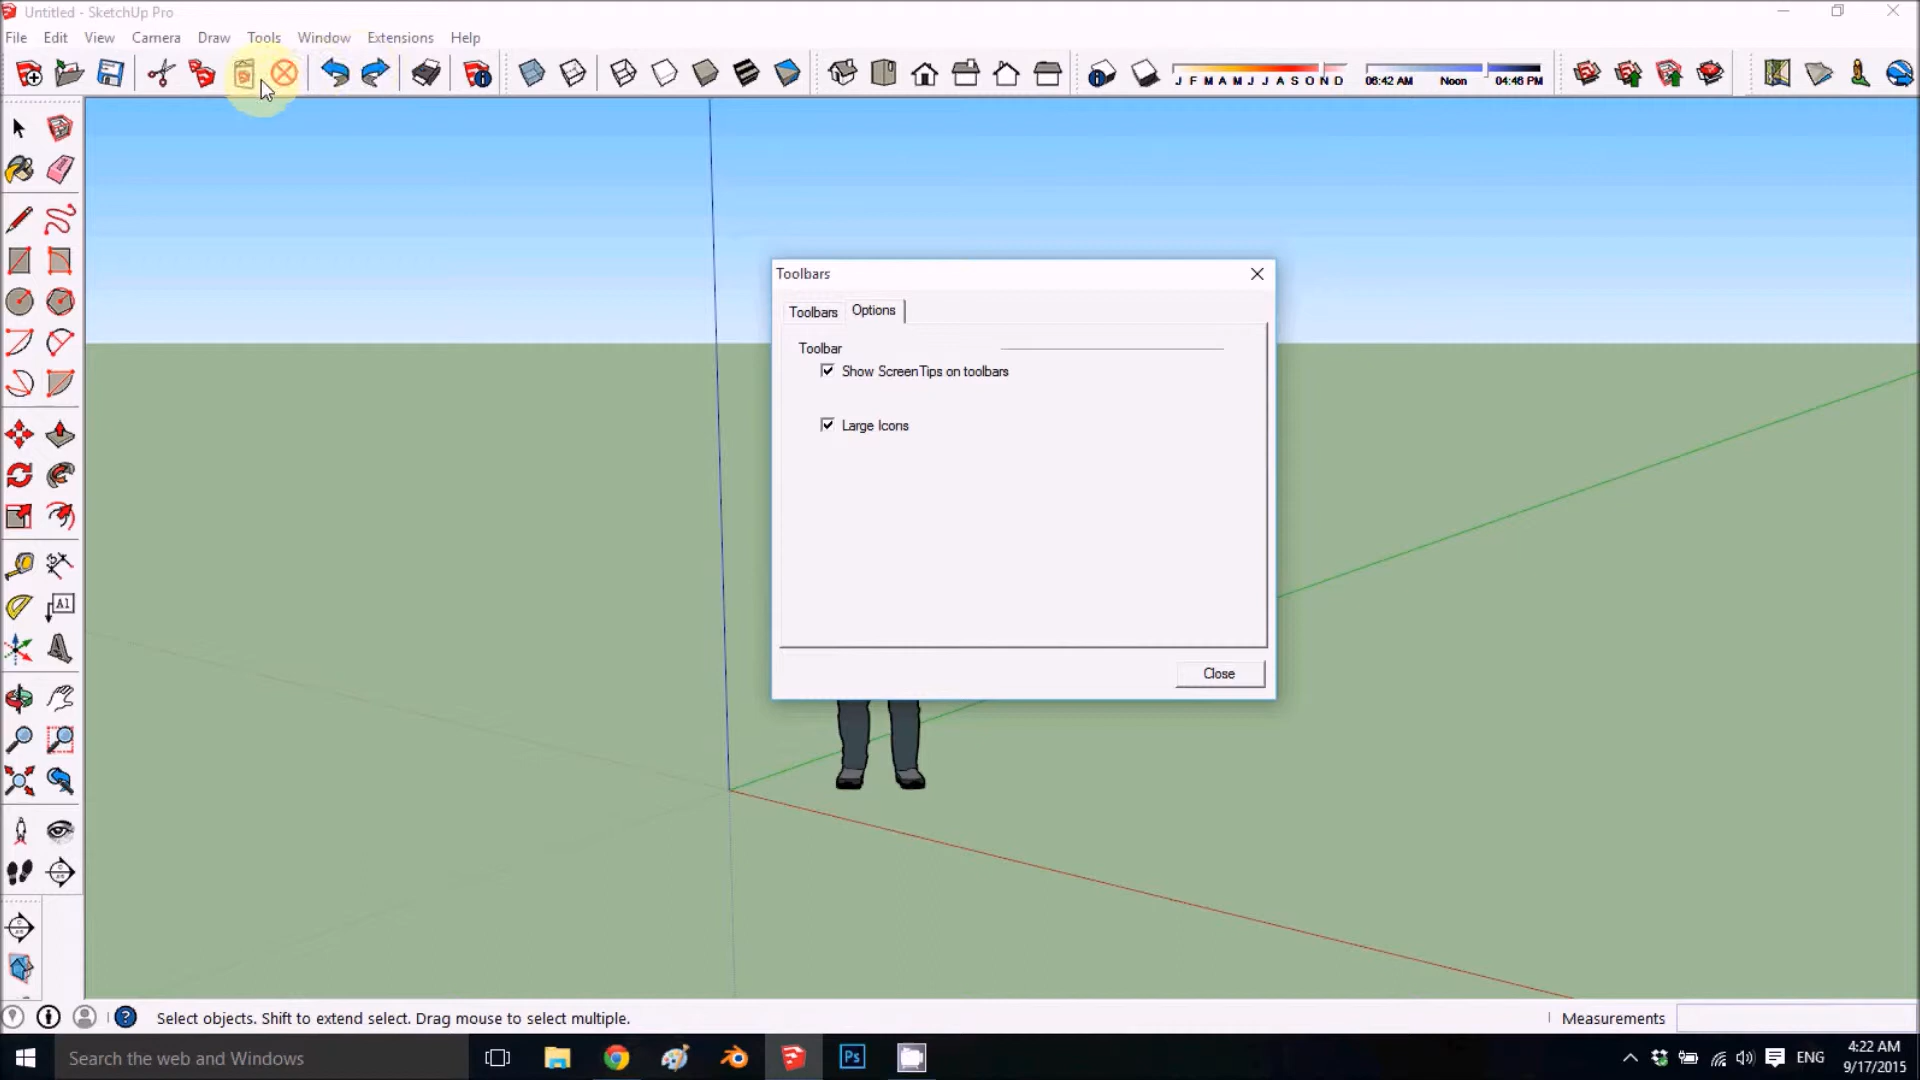 Untitled - SketchUp Pro
File Edit View Camera Draw Tools Window Extensions Help
J F M A M J J A S O N D 06:42 AM Noon 04:46 PM
Toolbars
Toolbars Options
Toolbar
Show ScreenTips on toolbars
Large Icons
Close
A1
Select objects. Shift to extend select. Drag mouse to select multiple. Measurements
Search the web and Windows
Ps
ENG
4:22 AM
9/17/2015